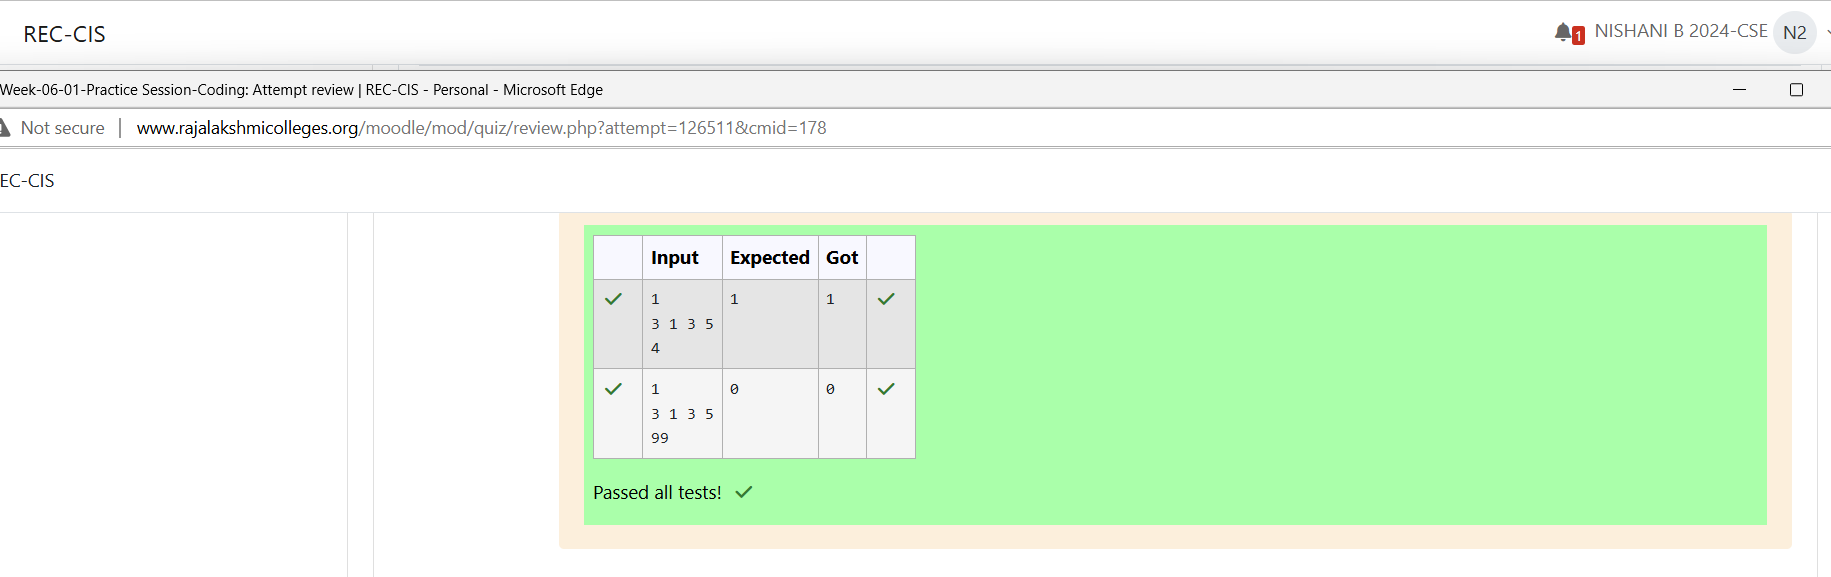 REC-CIS
1 NISHANI B 2024-CSE N2
Week-06-01-Practice Session-Coding: Attempt review | REC-CIS - Personal - Microsoft Edge
Not secure | www.rajalakshmicolleges.org/moodle/mod/quiz/review.php?attempt=126511&cmid=178
EC-CIS
Input Expected Got
1 1 1
3 1 3 5
4
1 0 0
3 1 3 5
99
Passed all tests!